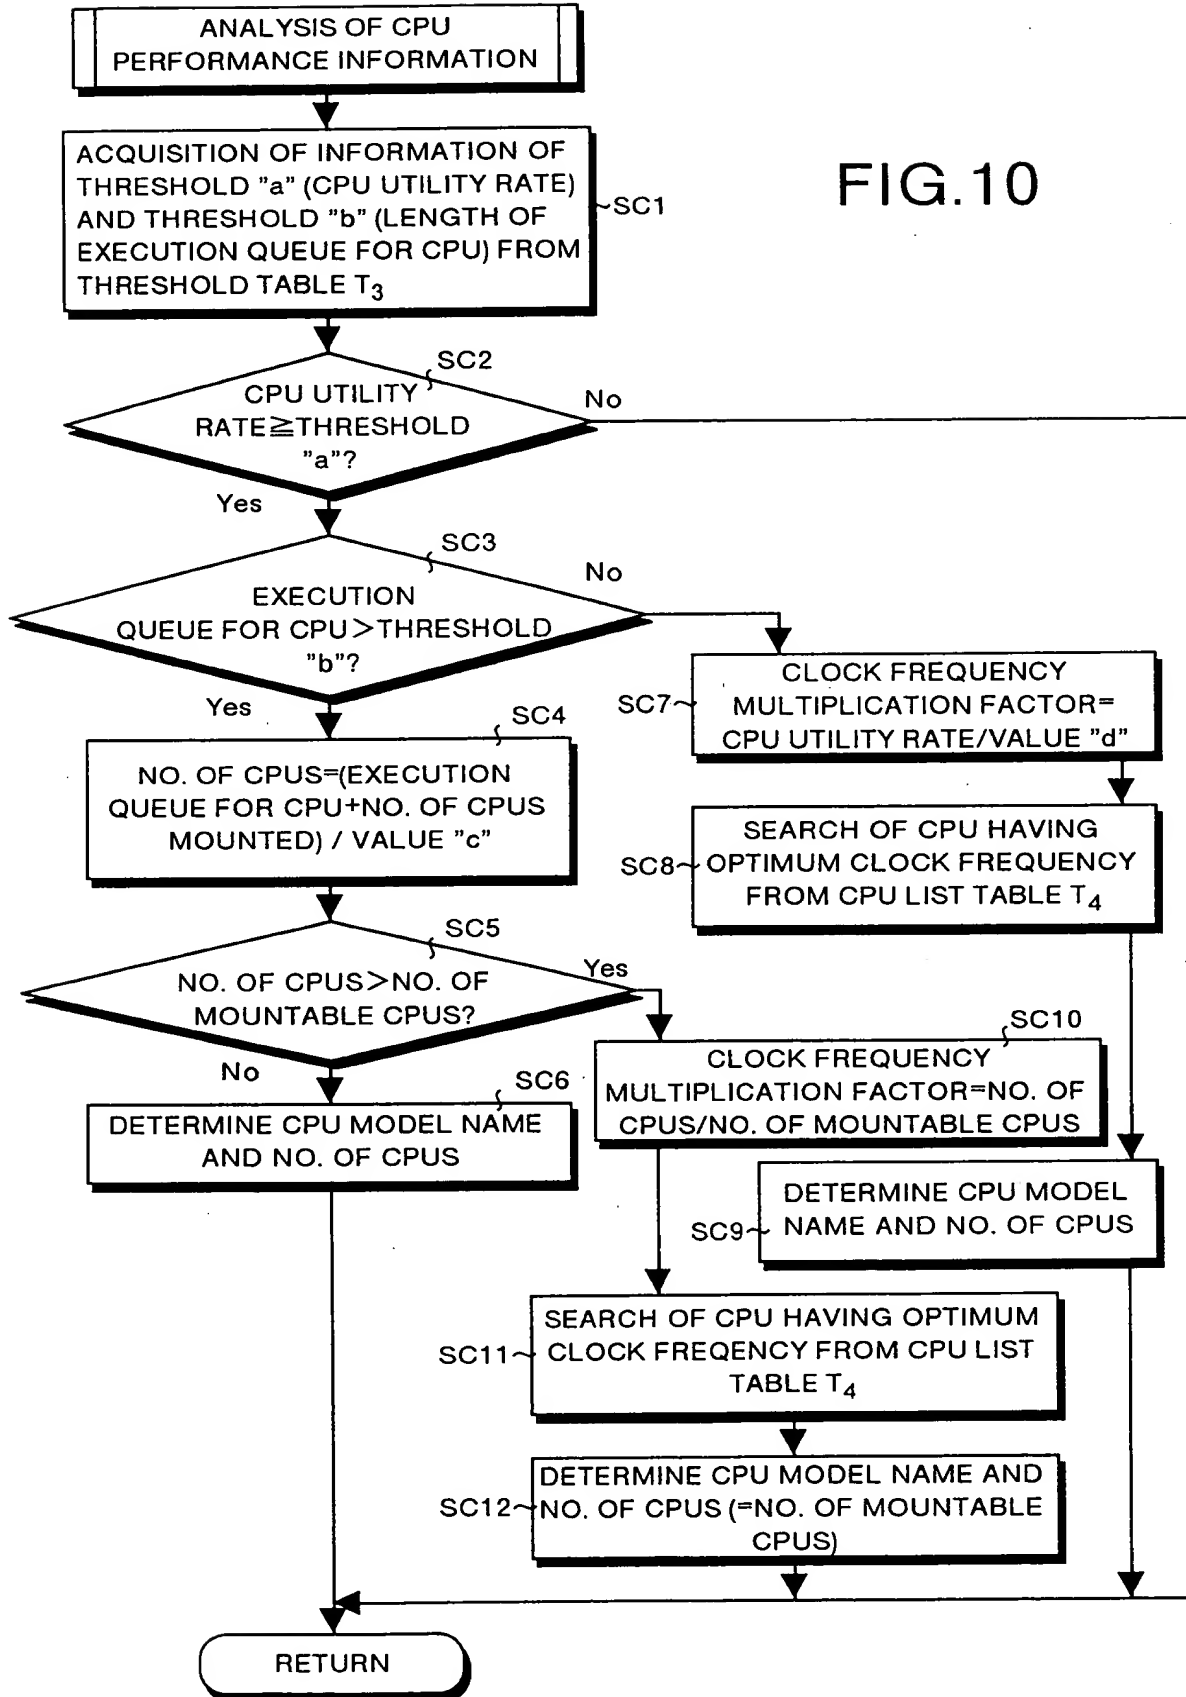 ANALYSIS OF CPU
PERFORMANCE INFORMATION
FIG.10
ACQUISITION OF INFORMATION OF
THRESHOLD "a" (CPU UTILITY RATE)
AND THRESHOLD "b" (LENGTH OF
EXECUTION QUEUE FOR CPU) FROM
THRESHOLD TABLE T3
SC1
SC2
CPU UTILITY
RATE≧THRESHOLD
"a"?
No
Yes
SC3
EXECUTION
QUEUE FOR CPU>THRESHOLD
"b"?
No
Yes
SC7
CLOCK FREQUENCY
MULTIPLICATION FACTOR=
CPU UTILITY RATE/VALUE "d"
SC4
NO. OF CPUS=(EXECUTION
QUEUE FOR CPU+NO. OF CPUS
MOUNTED) / VALUE "c"
SC8
SEARCH OF CPU HAVING
OPTIMUM CLOCK FREQUENCY
FROM CPU LIST TABLE T4
SC5
NO. OF CPUS>NO. OF
MOUNTABLE CPUS?
Yes
No
SC10
CLOCK FREQUENCY
MULTIPLICATION FACTOR=NO. OF
CPUS/NO. OF MOUNTABLE CPUS
SC6
DETERMINE CPU MODEL NAME
AND NO. OF CPUS
SC9
DETERMINE CPU MODEL
NAME AND NO. OF CPUS
SC11
SEARCH OF CPU HAVING OPTIMUM
CLOCK FREQENCY FROM CPU LIST
TABLE T4
SC12
DETERMINE CPU MODEL NAME AND
NO. OF CPUS (=NO. OF MOUNTABLE
CPUS)
RETURN